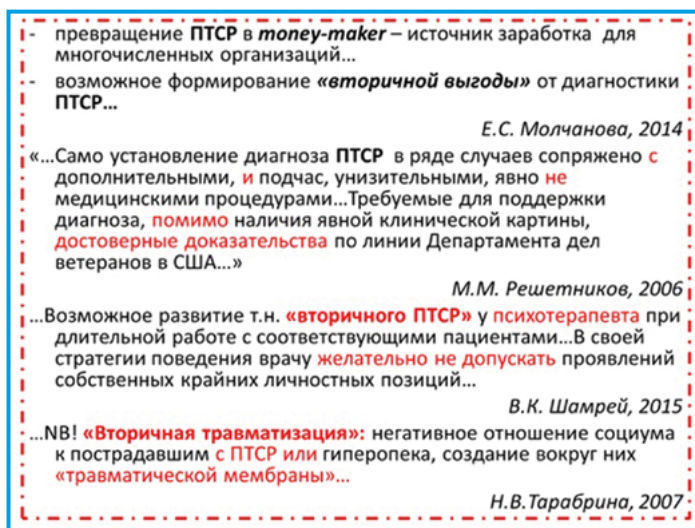 - превращение ПТСР в money-maker – источник заработка для
многочисленных организаций...
- возможное формирование «вторичной выгоды» от диагностики
ПТСР...
Е.С. Молчанова, 2014
«...Само установление диагноза ПТСР в ряде случаев сопряжено с
дополнительными, и подчас, унизительными, явно не
медицинскими процедурами...Требуемые для поддержки
диагноза, помимо наличия явной клинической картины,
достоверные доказательства по линии Департамента дел
ветеранов в США...»
М.М. Решетников, 2006
...Возможное развитие т.н. «вторичного ПТСР» у психотерапевта при
длительной работе с соответствующими пациентами...В своей
стратегии поведения врачу желательно не допускать проявлений
собственных крайних личностных позиций...
В.К. Шамрей, 2015
...NB! «Вторичная травматизация»: негативное отношение социума
к пострадавшим с ПТСР или гиперопека, создание вокруг них
«травматической мембраны»...
Н.В.Тарабрина, 2007